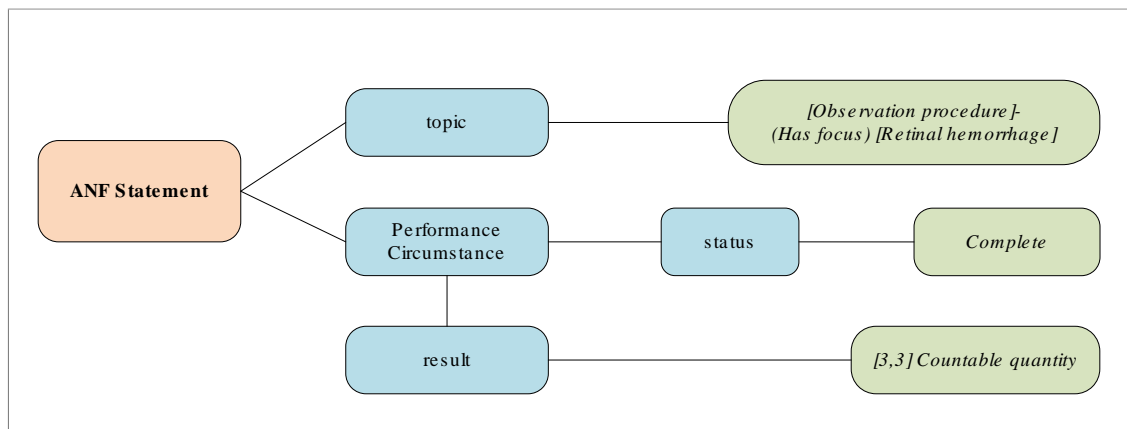 topic
[Observation procedure]-
(Has focus) [Retinal hemorrhage]
ANF Statement
Performance
Circumstance
status
Complete
result
[3,3] Countable quantity